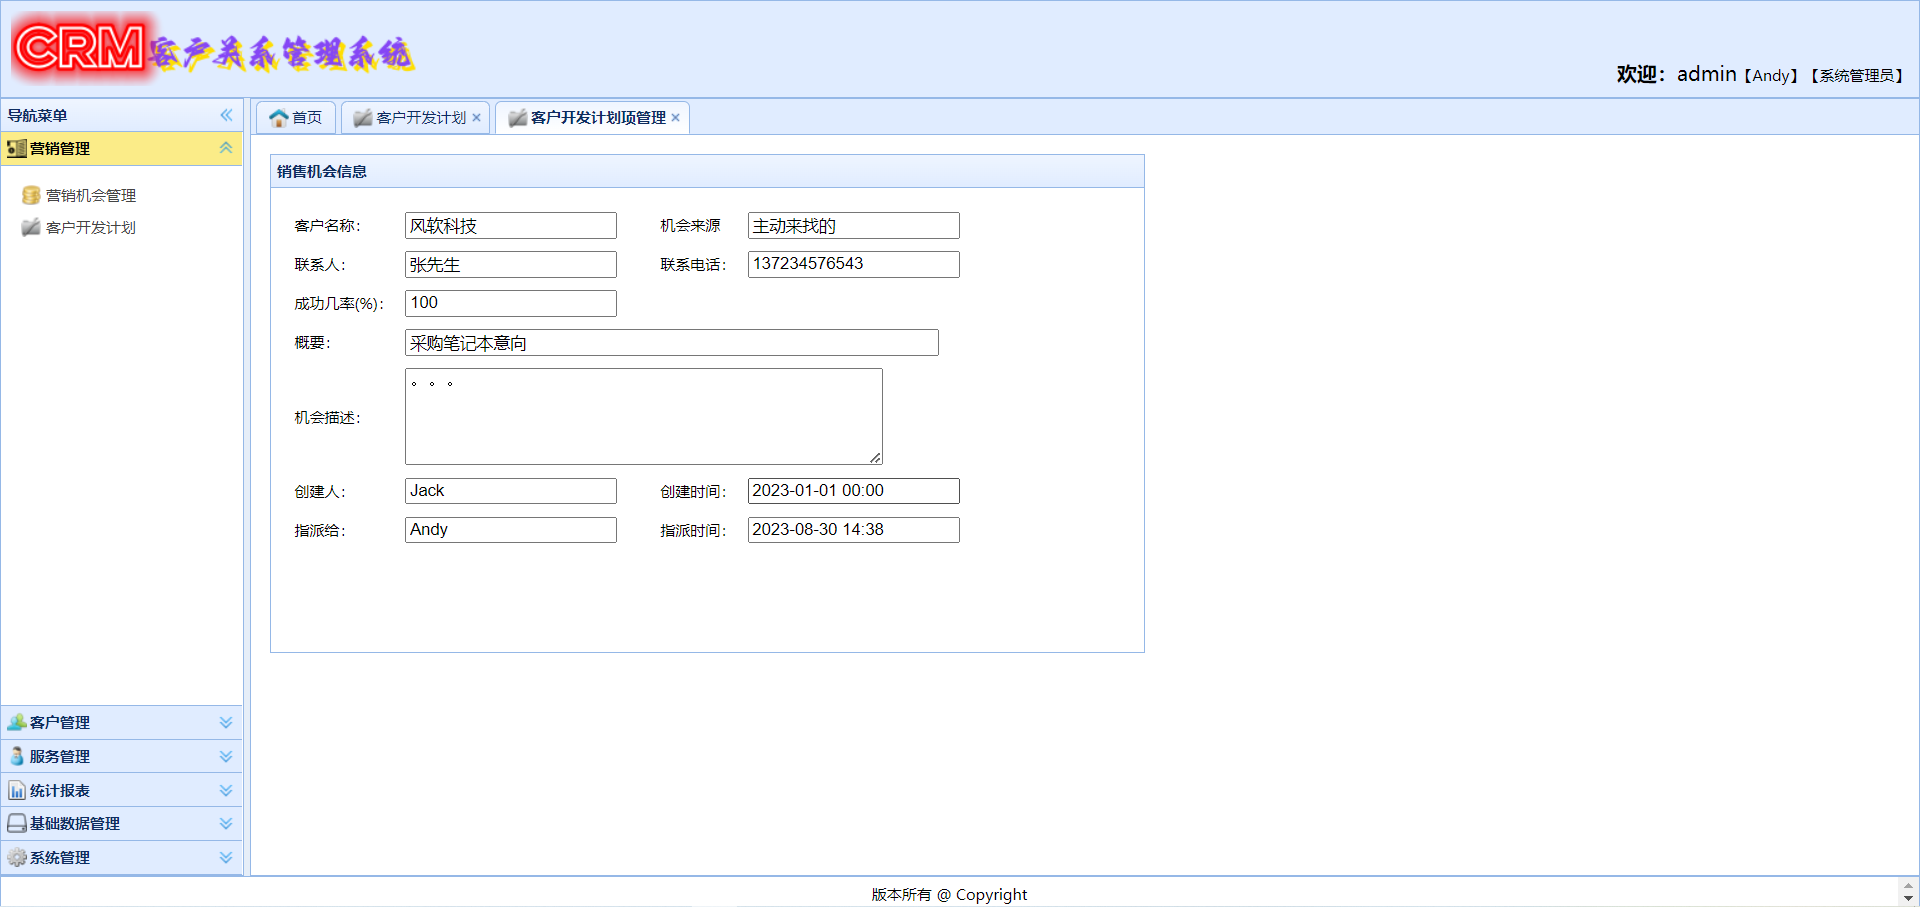 CRM客户关系管理系统
欢迎：admin【Andy】【系统管理员】
导航菜单
首页 客户开发计划 客户开发计划项管理
营销管理
营销机会管理
客户开发计划
销售机会信息
客户名称： 风软科技 机会来源 主动来找的
联系人： 张先生 联系电话： 137234576543
成功几率(%)： 100
概要： 采购笔记本意向
机会描述： 。。。
创建人： Jack 创建时间： 2023-01-01 00:00
指派给： Andy 指派时间： 2023-08-30 14:38
客户管理
服务管理
统计报表
基础数据管理
系统管理
版本所有 @ Copyright